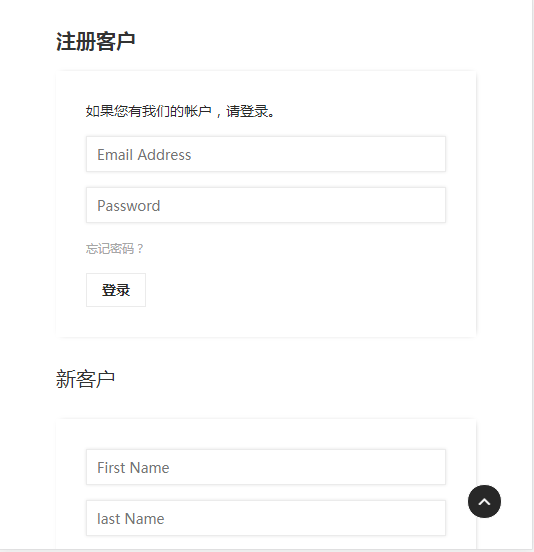 注册客户
如果您有我们的帐户，请登录。
Email Address
Password
忘记密码？
登录
新客户
First Name
last Name